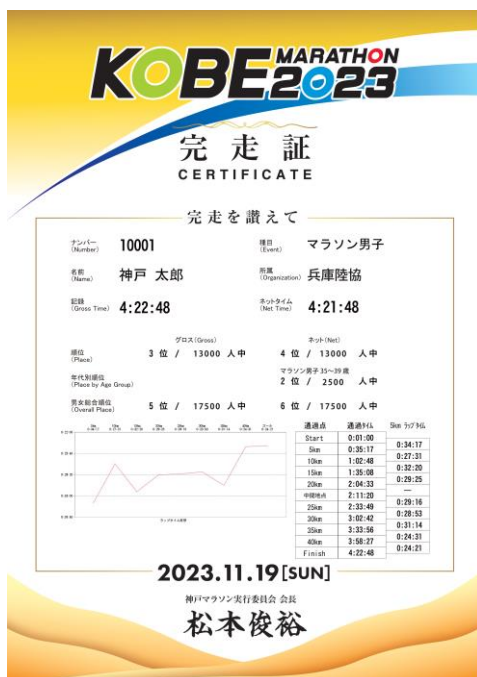 KOBE MARATHON 2023
完走証
CERTIFICATE
完走を讃えて
ナンバー (Number) 10001 種目 (Event) マラソン男子
名前 (Name) 神戸 太郎 所属 (Organization) 兵庫陸協
記録 (Gross Time) 4:22:48 ネットタイム (Net Time) 4:21:48
グロス(Gross) ネット(Net)
順位 (Place) 3 位 / 13000 人中 4 位 / 13000 人中
マラソン男子 35〜39 歳
年代別順位 (Place by Age Group) 2 位 / 2500 人中
男女総合順位 (Overall Place) 5 位 / 17500 人中 6 位 / 17500 人中
通過点 通過タイム 5km ラップタイム
Start 0:01:00
5km 0:35:17 0:34:17
10km 1:02:48 0:27:31
15km 1:35:08 0:32:20
20km 2:04:33 0:29:25
中間地点 2:11:20 —
25km 2:33:49 0:29:16
30km 3:02:42 0:28:53
35km 3:33:56 0:31:14
40km 3:58:27 0:24:31
Finish 4:22:48 0:24:21
2023.11.19[SUN]
神戸マラソン実行委員会 会長
松本俊裕